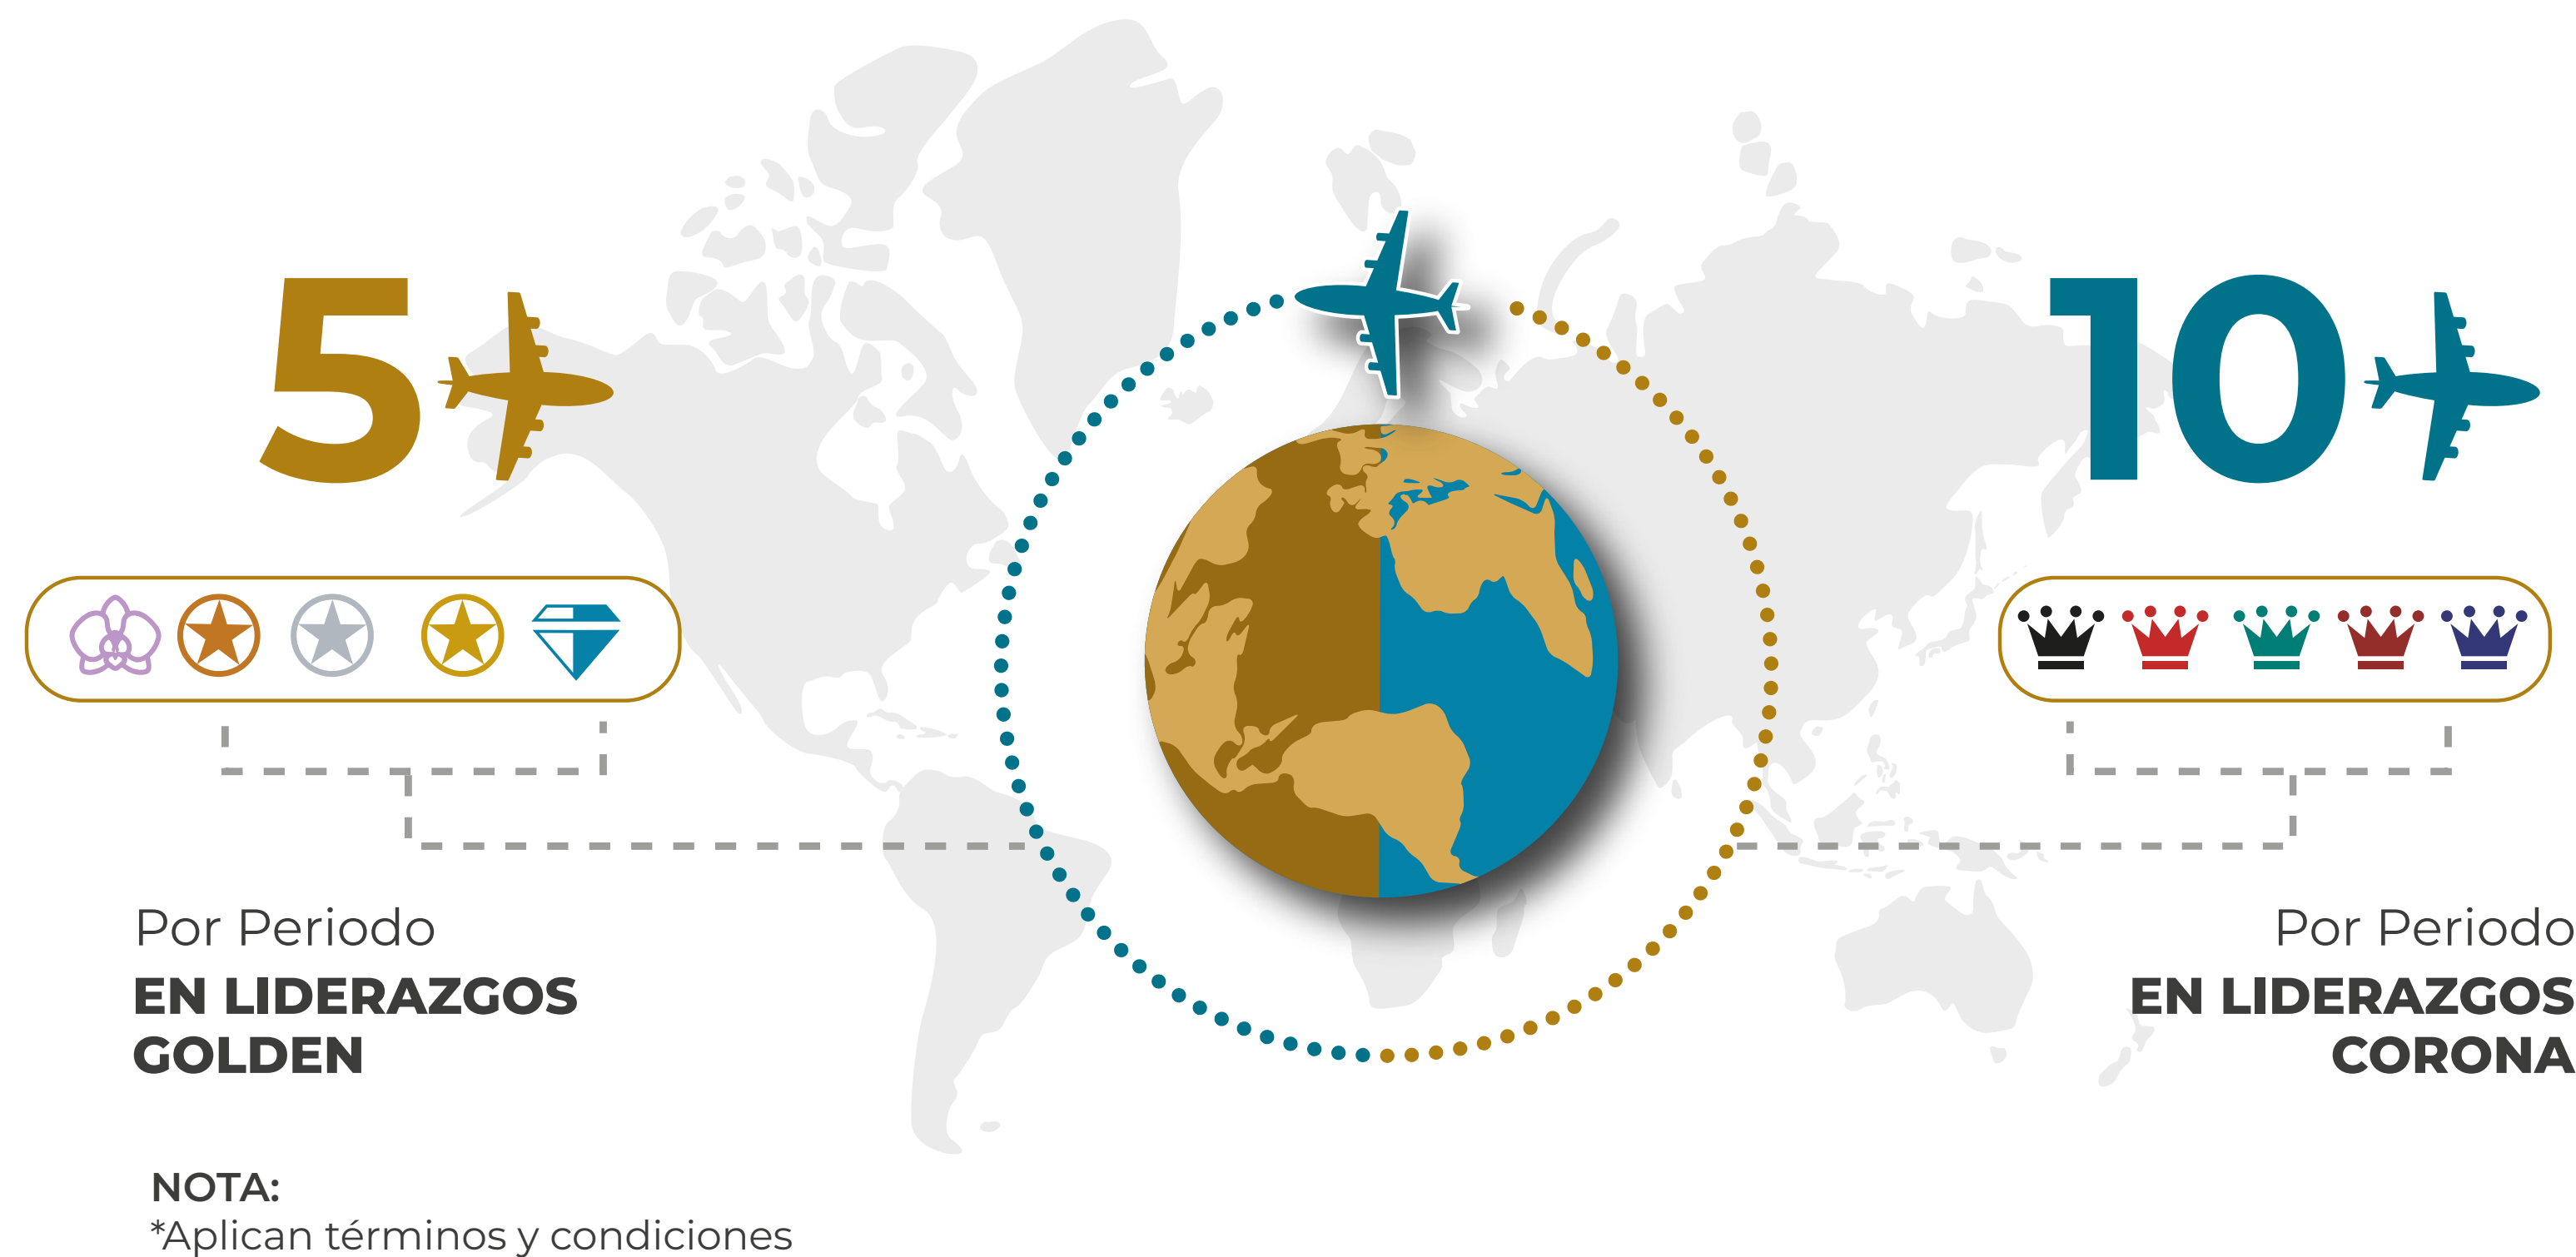 5
10
Por Periodo
EN LIDERAZGOS
GOLDEN
Por Periodo
EN LIDERAZGOS
CORONA
NOTA:
*Aplican términos y condiciones